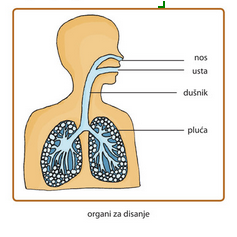 nos
usta
dušnik
pluća
organi za disanje